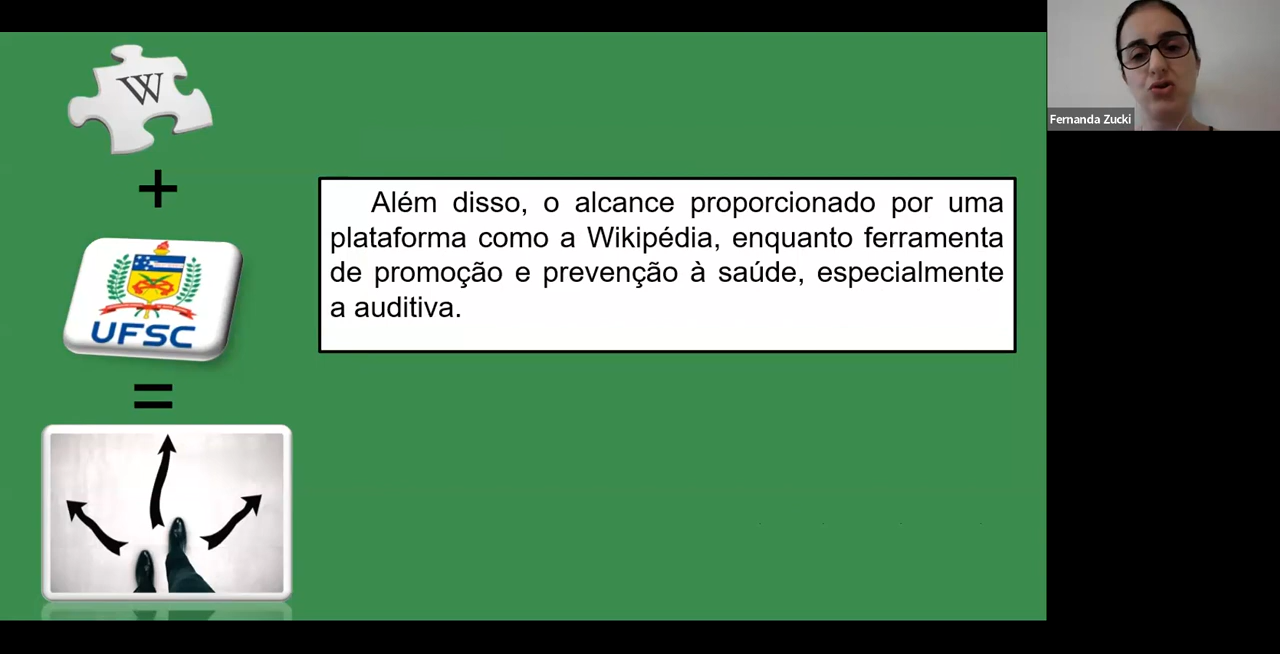 W
+
UFSC
=
Além disso, o alcance proporcionado por uma
plataforma como a Wikipédia, enquanto ferramenta
de promoção e prevenção à saúde, especialmente
a auditiva.
Fernanda Zucki